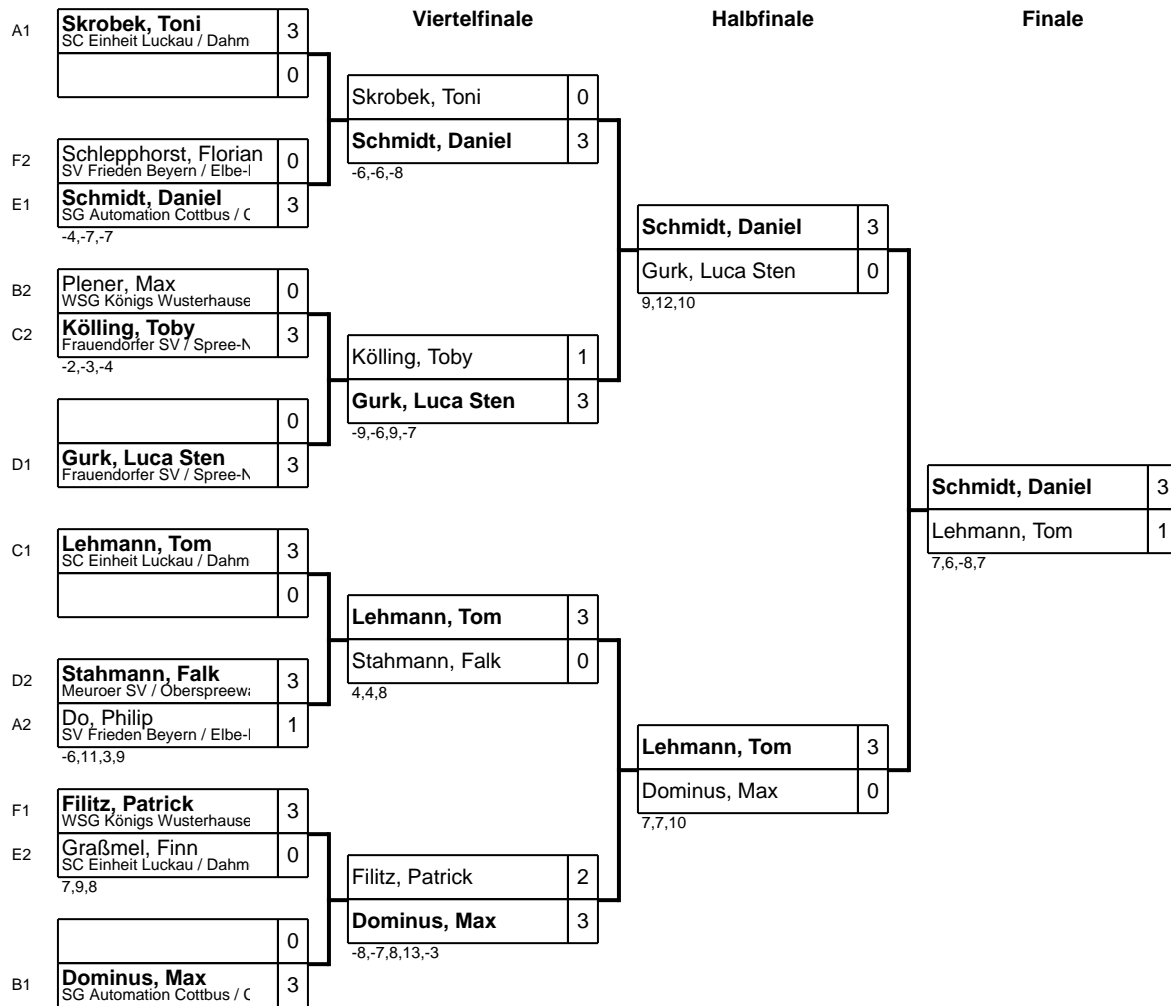 Viertelfinale
Halbfinale
Finale
A1
Skrobek, Toni 3
SC Einheit Luckau / Dahm
0
F2
Schlepphorst, Florian 0
SV Frieden Beyern / Elbe-
E1
Schmidt, Daniel 3
SG Automation Cottbus /
-4,-7,-7
B2
Plener, Max 0
WSG Königs Wusterhause
C2
Kölling, Toby 3
Frauendorfer SV / Spree-N
-2,-3,-4
0
D1
Gurk, Luca Sten 3
Frauendorfer SV / Spree-N
C1
Lehmann, Tom 3
SC Einheit Luckau / Dahm
0
D2
Stahmann, Falk 3
Meuroer SV / Oberspreewa
A2
Do, Philip 1
SV Frieden Beyern / Elbe-
-6,11,3,9
F1
Filitz, Patrick 3
WSG Königs Wusterhause
E2
Graßmel, Finn 0
SC Einheit Luckau / Dahm
7,9,8
0
B1
Dominus, Max 3
SG Automation Cottbus /
Skrobek, Toni 0
Schmidt, Daniel 3
-6,-6,-8
Kölling, Toby 1
Gurk, Luca Sten 3
-9,-6,9,-7
Lehmann, Tom 3
Stahmann, Falk 0
4,4,8
Filitz, Patrick 2
Dominus, Max 3
-8,-7,8,13,-3
Schmidt, Daniel 3
Gurk, Luca Sten 0
9,12,10
Lehmann, Tom 3
Dominus, Max 0
7,7,10
Schmidt, Daniel 3
Lehmann, Tom 1
7,6,-8,7